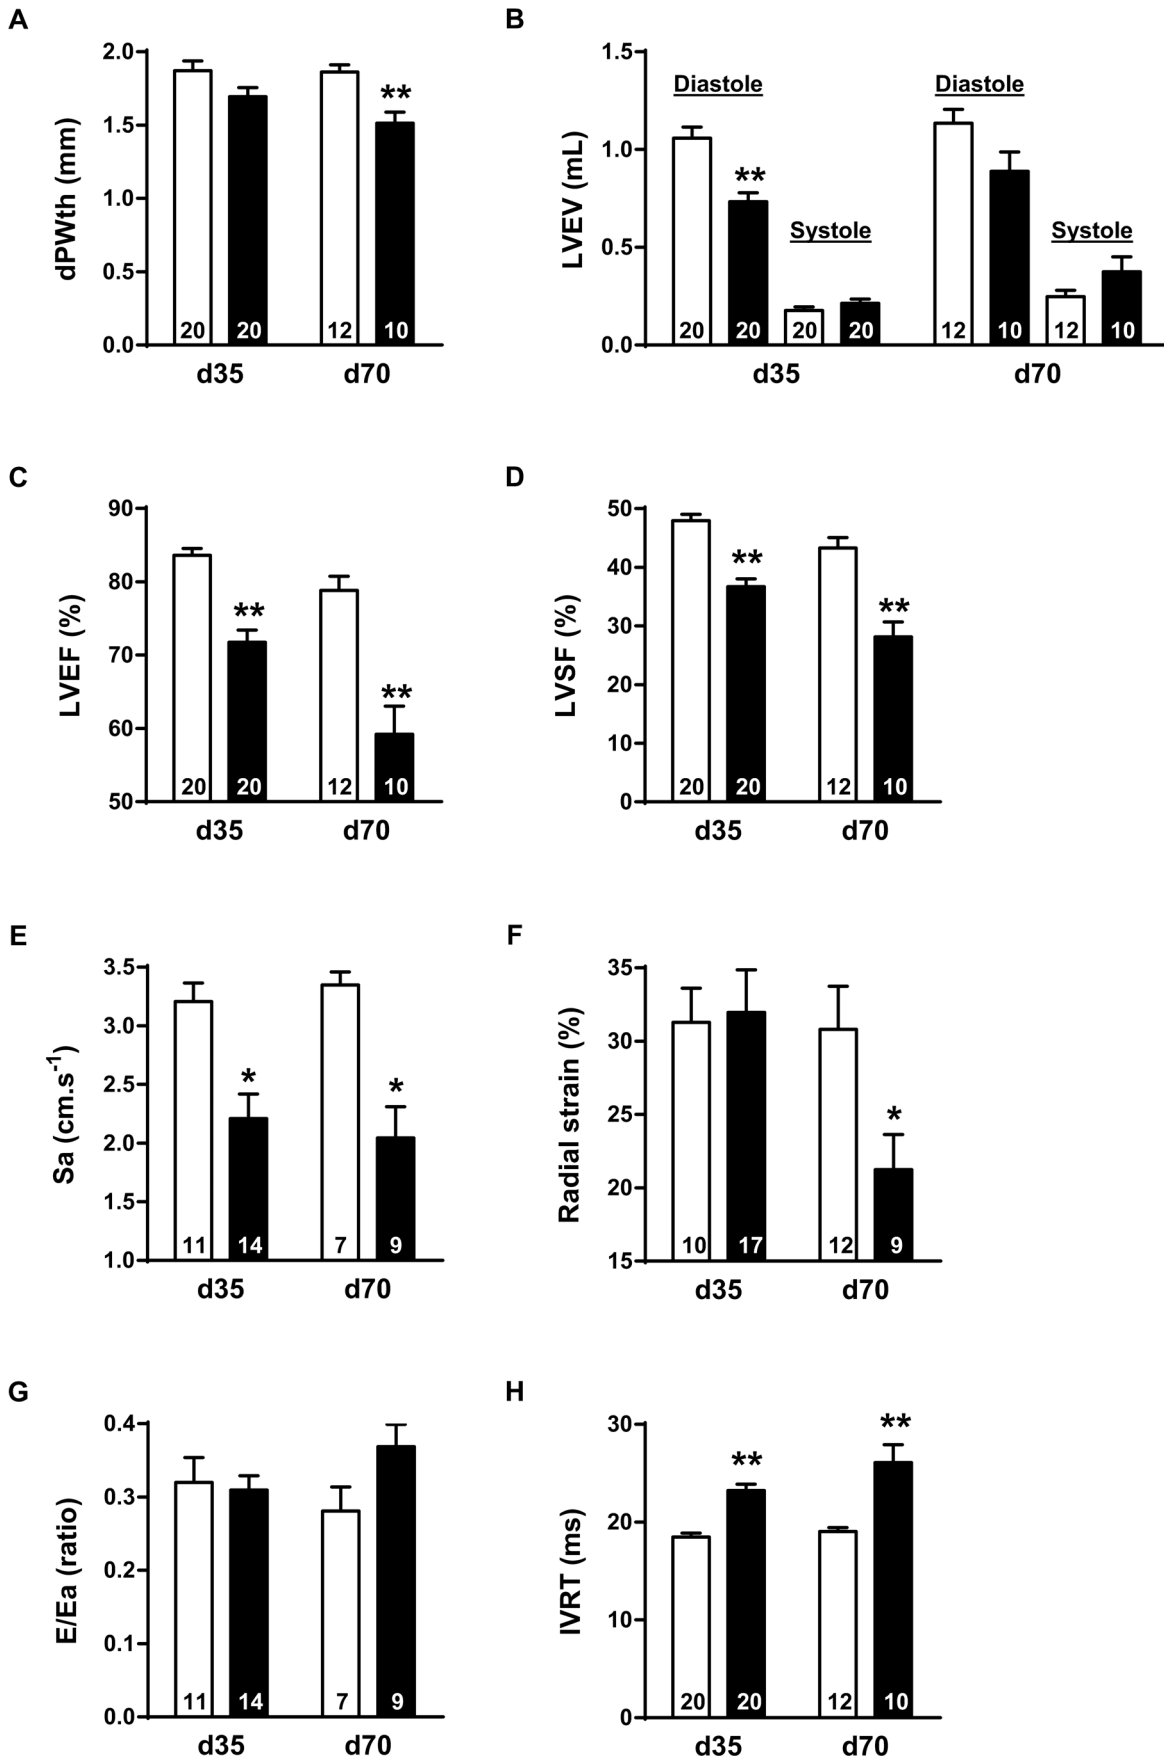 A
dPWth (mm)
2.0
1.5
1.0
0.5
0.0
**
20 20 12 10
d35 d70
B
LVEV (mL)
1.5
1.0
0.5
0.0
Diastole Diastole
**
Systole Systole
20 20 20 20 12 10 12 10
d35 d70
C
LVEF (%)
90
80
70
60
50
** **
20 20 12 10
d35 d70
D
LVSF (%)
50
40
30
20
10
0
** **
20 20 12 10
d35 d70
E
Sa (cm.s⁻¹)
3.5
3.0
2.5
2.0
1.5
1.0
* *
11 14 7 9
d35 d70
F
Radial strain (%)
35
30
25
20
15
*
10 17 12 9
d35 d70
G
E/Ea (ratio)
0.4
0.3
0.2
0.1
0.0
11 14 7 9
d35 d70
H
IVRT (ms)
30
20
10
0
** **
20 20 12 10
d35 d70